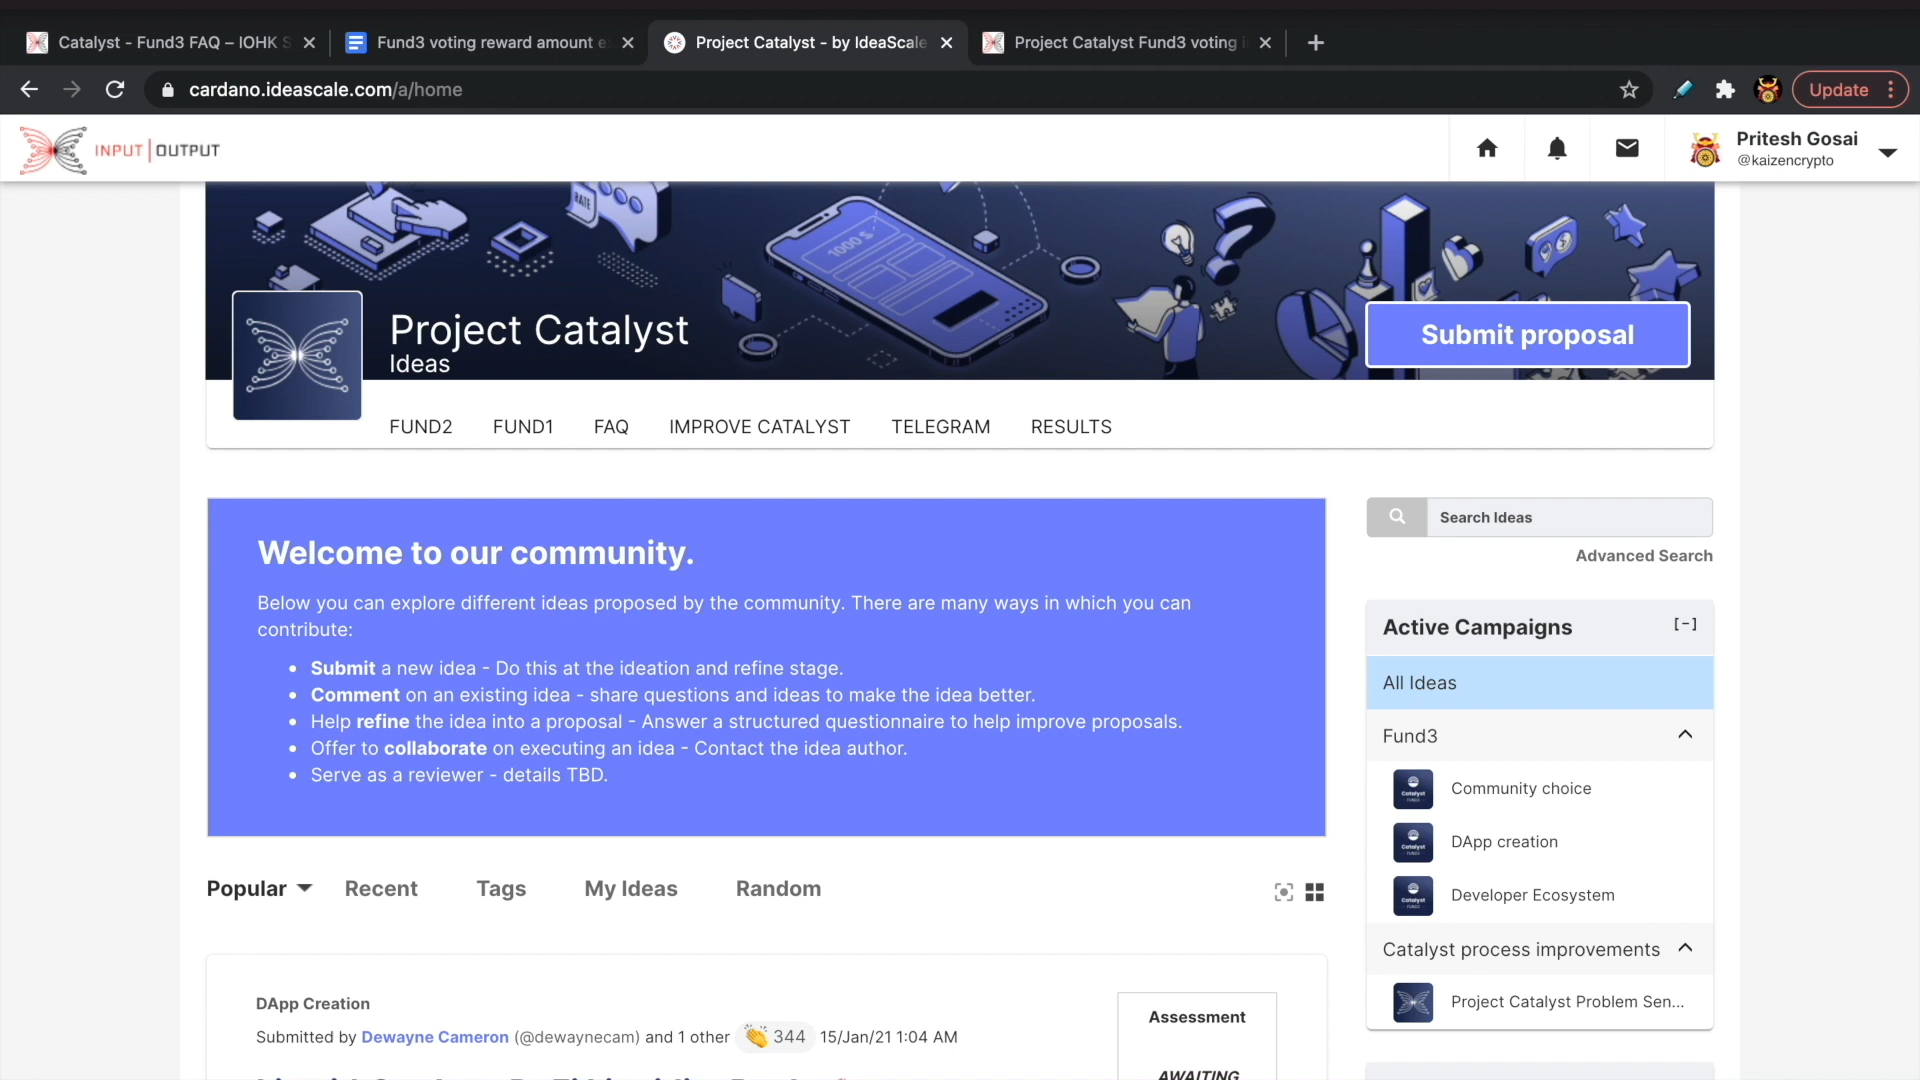 Catalyst - Fund3 FAQ – IOHK S
Fund3 voting reward amount e
Project Catalyst - by IdeaScale
Project Catalyst Fund3 voting i
cardano.ideascale.com/a/home
Update
INPUT | OUTPUT
Pritesh Gosai
@kaizencrypto
RATE
1000 $
Project Catalyst
Ideas
Submit proposal
FUND2 FUND1 FAQ IMPROVE CATALYST TELEGRAM RESULTS
Welcome to our community.
Below you can explore different ideas proposed by the community. There are many ways in which you can
contribute:
• Submit a new idea - Do this at the ideation and refine stage.
• Comment on an existing idea - share questions and ideas to make the idea better.
• Help refine the idea into a proposal - Answer a structured questionnaire to help improve proposals.
• Offer to collaborate on executing an idea - Contact the idea author.
• Serve as a reviewer - details TBD.
Search Ideas
Advanced Search
Active Campaigns [-]
All Ideas
Fund3
Catalyst
Community choice
Catalyst
DApp creation
Catalyst
Developer Ecosystem
Catalyst process improvements
Project Catalyst Problem Sen...
Popular Recent Tags My Ideas Random
DApp Creation
Submitted by Dewayne Cameron (@dewaynecam) and 1 other 344 15/Jan/21 1:04 AM
Assessment
AWAITING